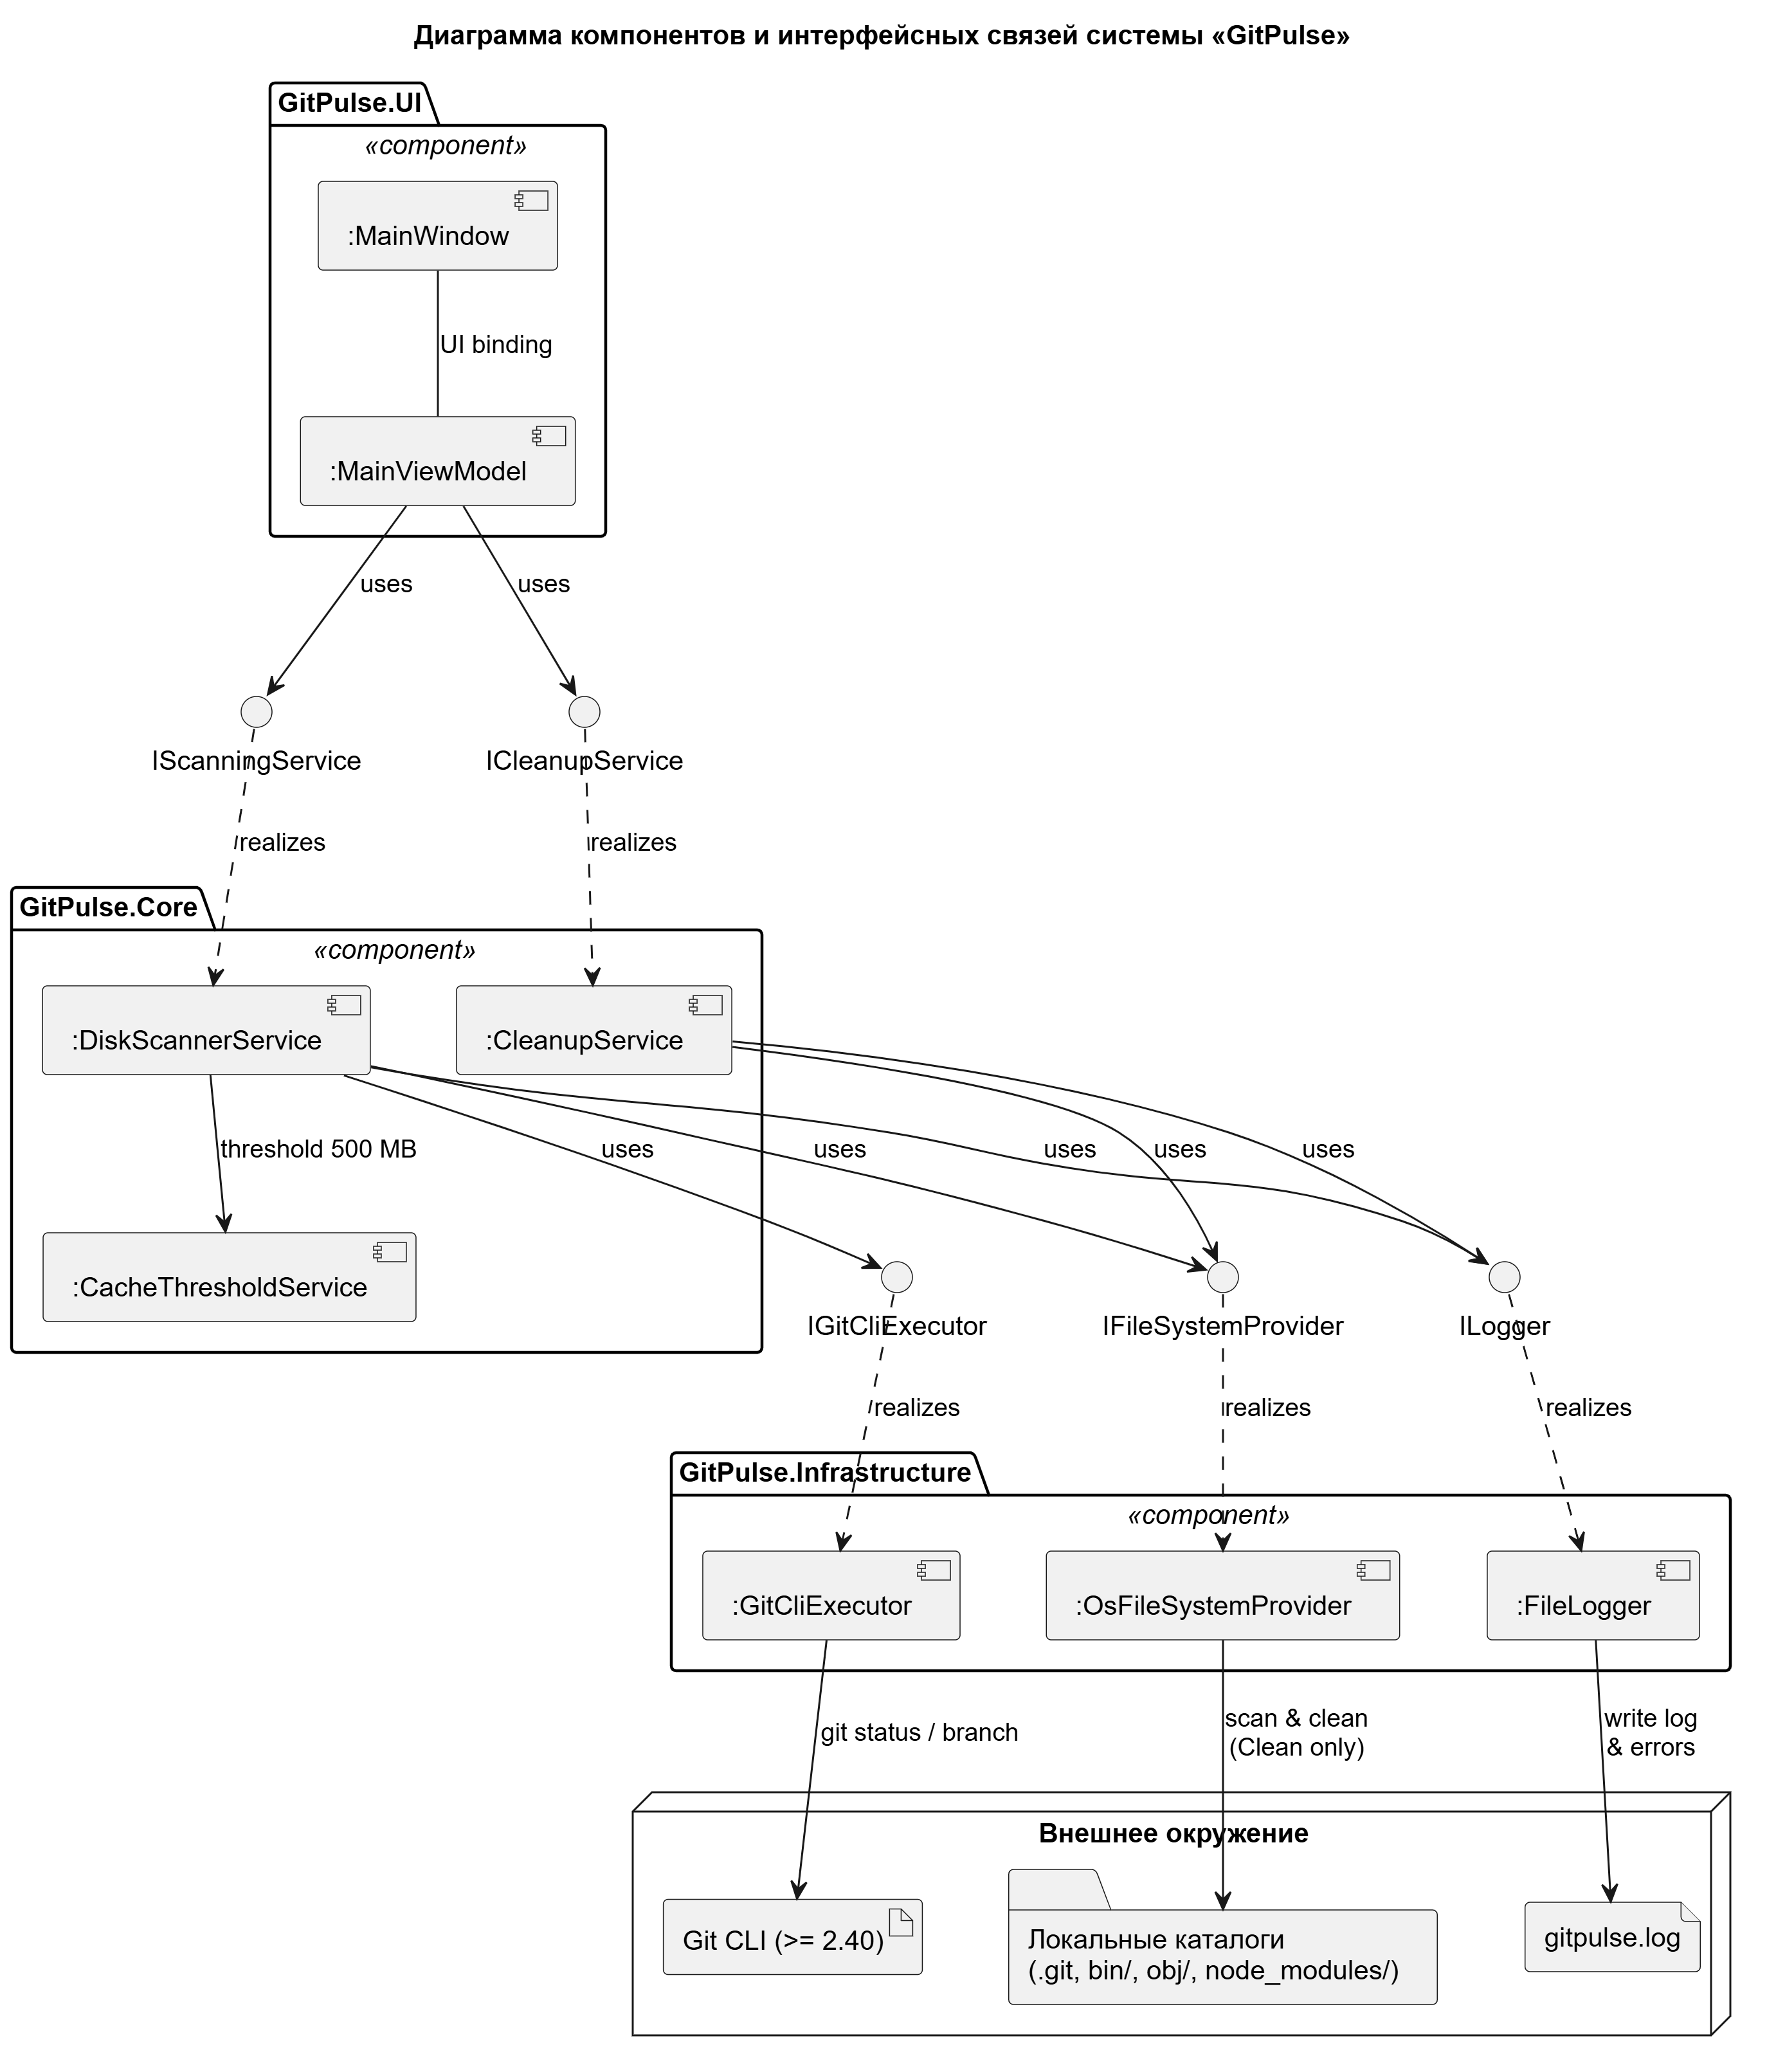 Диаграмма компонентов и интерфейсных связей системы «GitPulse»
GitPulse.UI
«component»
:MainWindow
UI binding
:MainViewModel
uses
uses
IScanningService
ICleanupService
realizes
realizes
GitPulse.Core
«component»
:DiskScannerService
:CleanupService
threshold 500 MB
uses
uses
uses
uses
uses
:CacheThresholdService
IGitCliExecutor
IFileSystemProvider
ILogger
realizes
realizes
realizes
GitPulse.Infrastructure
«component»
:GitCliExecutor
:OsFileSystemProvider
:FileLogger
git status / branch
scan & clean
(Clean only)
write log
& errors
Внешнее окружение
Git CLI (>= 2.40)
Локальные каталоги
(.git, bin/, obj/, node_modules/)
gitpulse.log